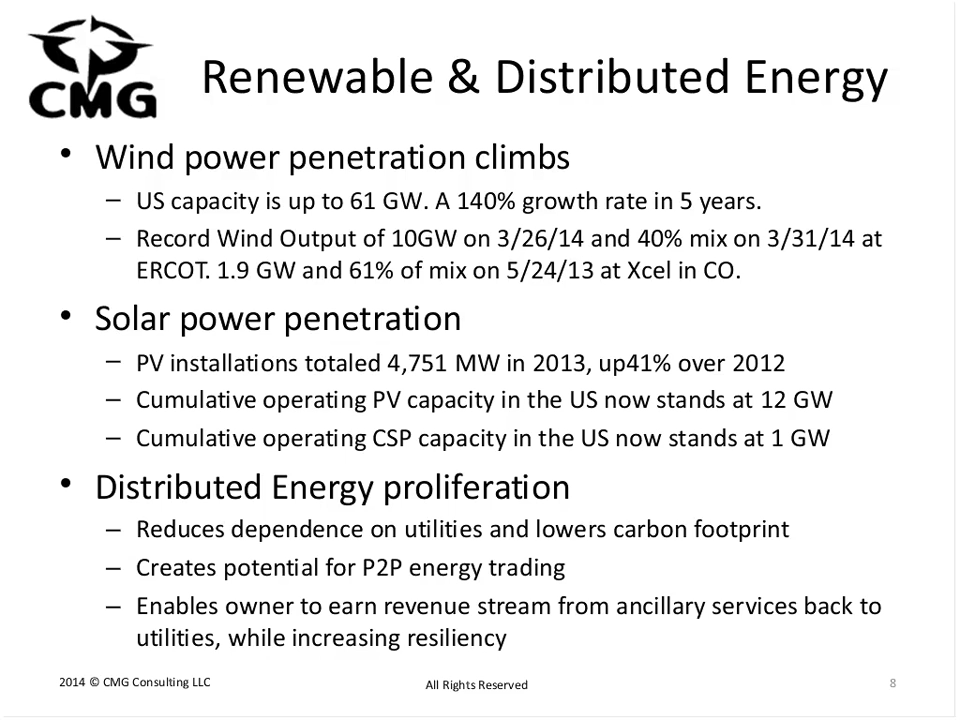 CMG
Renewable & Distributed Energy
• Wind power penetration climbs
– US capacity is up to 61 GW. A 140% growth rate in 5 years.
– Record Wind Output of 10GW on 3/26/14 and 40% mix on 3/31/14 at
ERCOT. 1.9 GW and 61% of mix on 5/24/13 at Xcel in CO.
• Solar power penetration
– PV installations totaled 4,751 MW in 2013, up41% over 2012
– Cumulative operating PV capacity in the US now stands at 12 GW
– Cumulative operating CSP capacity in the US now stands at 1 GW
• Distributed Energy proliferation
– Reduces dependence on utilities and lowers carbon footprint
– Creates potential for P2P energy trading
– Enables owner to earn revenue stream from ancillary services back to
utilities, while increasing resiliency
2014 © CMG Consulting LLC
All Rights Reserved
8